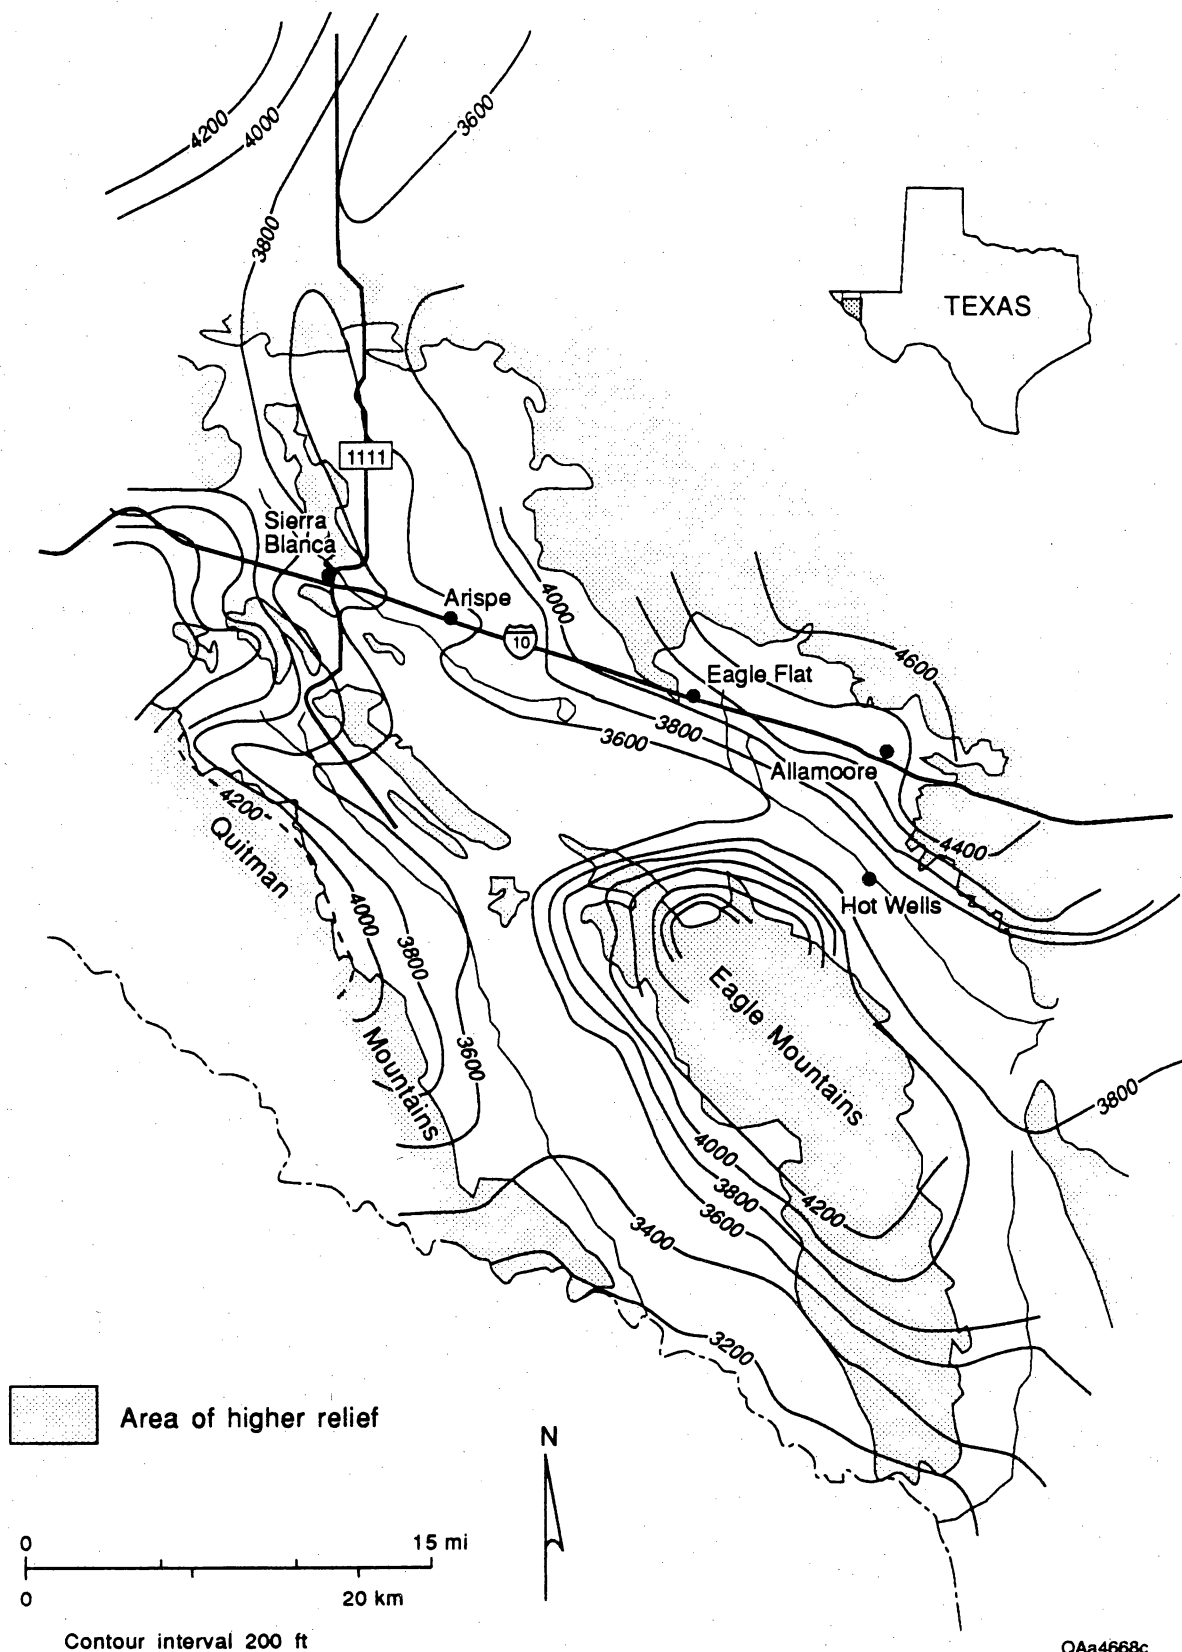 4200
4000
3600
3800
TEXAS
1111
Sierra
Blanca
Arispe
10
4000
Eagle Flat
4600
3800
3600
Allamoore
4200
Quitman
4400
Hot Wells
4000
3800
Eagle Mountains
3600
Mountains
3800
4000
3800
3600
4200
3400
3200
Area of higher relief
N
0 15 mi
0 20 km
Contour interval 200 ft
QAa4668c